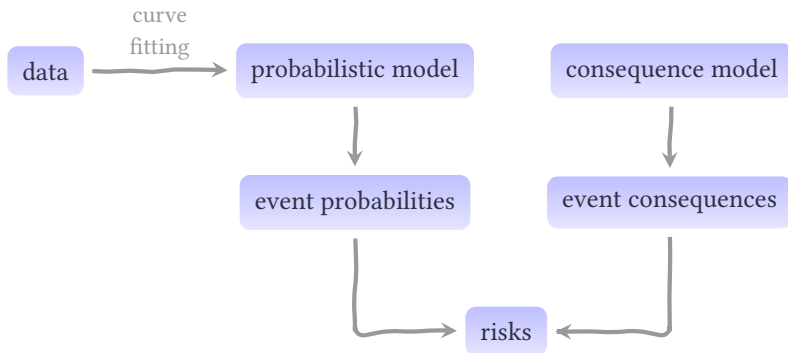 curve
fitting
data
probabilistic model
consequence model
event probabilities
event consequences
risks